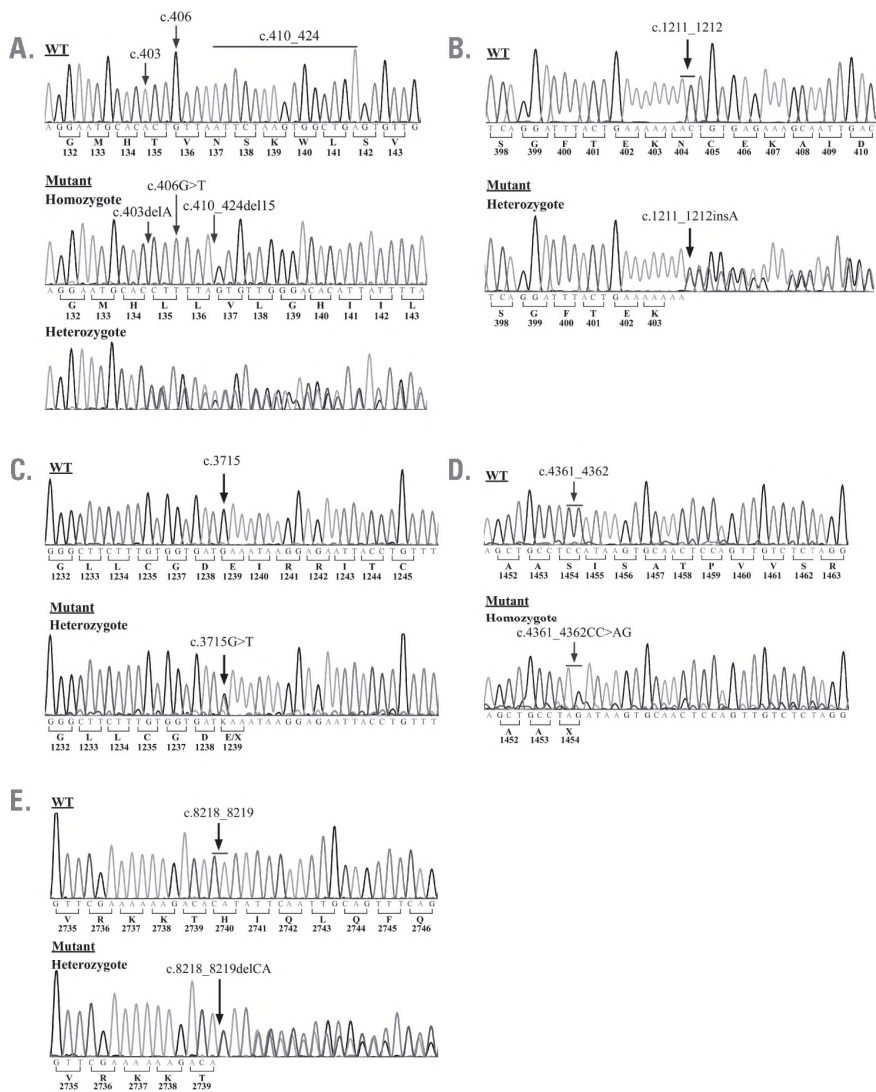 A.
WT
c.403
c.406
c.410_424
AGGAATGCACACTGTTAATTCTAAGTGGCTGAGTGTTG
G M H T V N S K W L S V
132 133 134 135 136 137 138 139 140 141 142 143
Mutant
Homozygote
c.406G>T
c.403delA
c.410_424del15
AGGAATGCACCTTTTAGTGTTGGGACACATTATTTTA
G M H L L V L G H I I L
132 133 134 135 136 137 138 139 140 141 142 143
Heterozygote
B.
WT
c.1211_1212
TCAGGATTTACTGAAAAAAACTGTGAGAAAGCAATTGAC
S G F T E K N C E K A I D
398 399 400 401 402 403 404 405 406 407 408 409 410
Mutant
Heterozygote
c.1211_1212insA
TCAGGATTTACTGAAAAAAA
S G F T E K
398 399 400 401 402 403
C.
WT
c.3715
GGGCTTCTTTGTGGTGATGAAATAAGGAGAATTACCTGTTT
G L L C G D E I R R I T C
1232 1233 1234 1235 1237 1238 1239 1240 1241 1242 1243 1244 1245
Mutant
Heterozygote
c.3715G>T
GGGCTTCTTTGTGGTGATKAAATAAGGAGAATTACCTGTTT
G L L C G D E/X
1232 1233 1234 1235 1237 1238 1239
D.
WT
c.4361_4362
AGCTGCCTCCATAAGTGCAACTCCAGTTGTCTCTAGG
A A S I S A T P V V S R
1452 1453 1454 1455 1456 1457 1458 1459 1460 1461 1462 1463
Mutant
Homozygote
c.4361_4362CC>AG
AGCTGCCTAGATAAGTGCAACTCCAGTTGTCTCTAGG
A A X
1452 1453 1454
E.
WT
c.8218_8219
GTTCGAAAAAAGACACATATTCAATTGCAGTTTCAG
V R K K T H I Q L Q F Q
2735 2736 2737 2738 2739 2740 2741 2742 2743 2744 2745 2746
Mutant
Heterozygote
c.8218_8219delCA
GTTCGAAAAAAGACA
V R K K T
2735 2736 2737 2738 2739